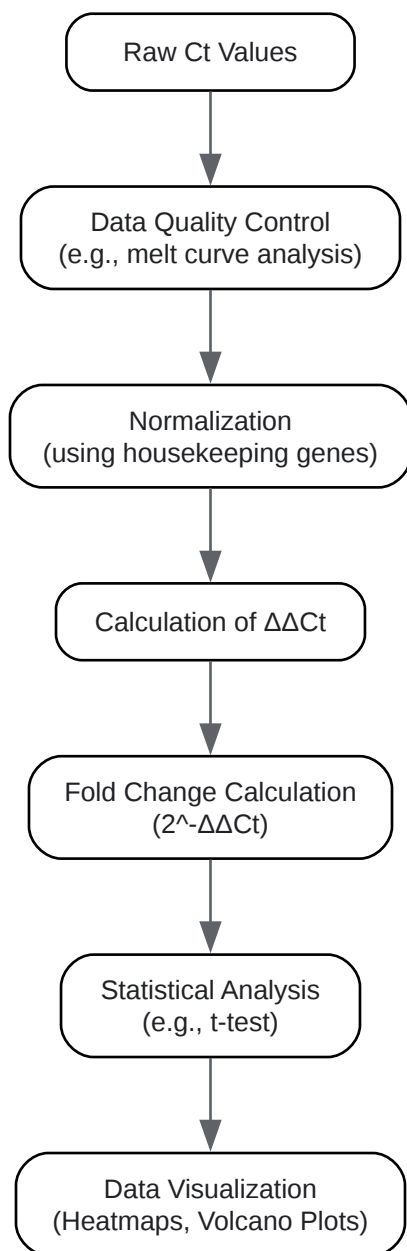 Raw Ct Values
Data Quality Control
(e.g., melt curve analysis)
Normalization
(using housekeeping genes)
Calculation of ΔΔCt
Fold Change Calculation
(2^-ΔΔCt)
Statistical Analysis
(e.g., t-test)
Data Visualization
(Heatmaps, Volcano Plots)